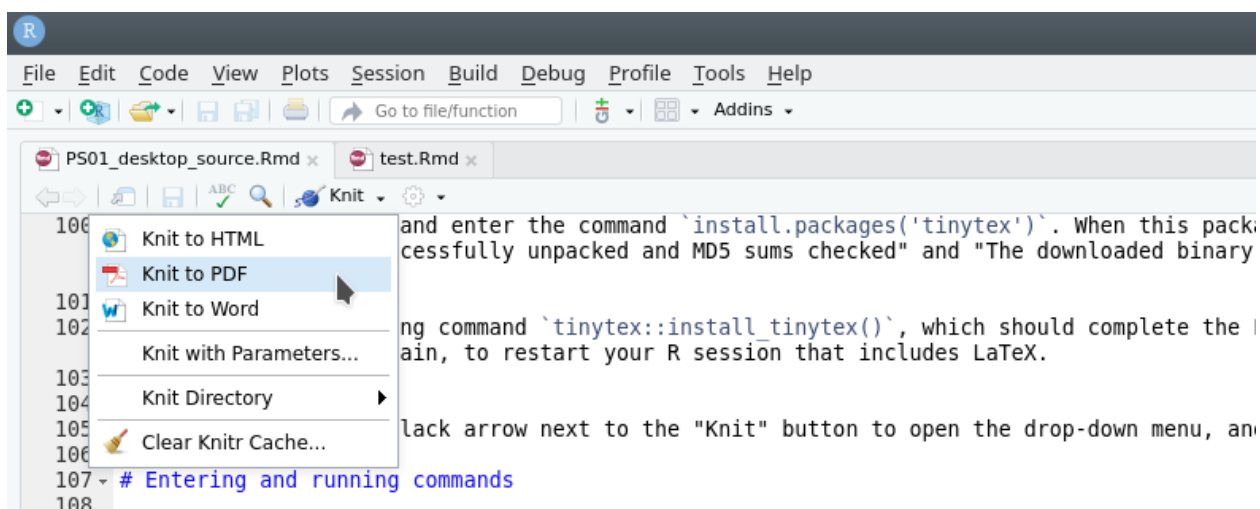 R
File Edit Code View Plots Session Build Debug Profile Tools Help
Go to file/function Addins
PS01_desktop_source.Rmd × test.Rmd ×
ABC Knit
100 and enter the command `install.packages('tinytex')`. When this
cessfully unpacked and MD5 sums checked" and "The downloaded binary
101
102 ng command `tinytex::install_tinytex()`, which should complete the
ain, to restart your R session that includes LaTeX.
103
104
105 lack arrow next to the "Knit" button to open the drop-down menu,
106
107 # Entering and running commands
108
Knit to HTML
Knit to PDF
Knit to Word
Knit with Parameters...
Knit Directory
Clear Knitr Cache...